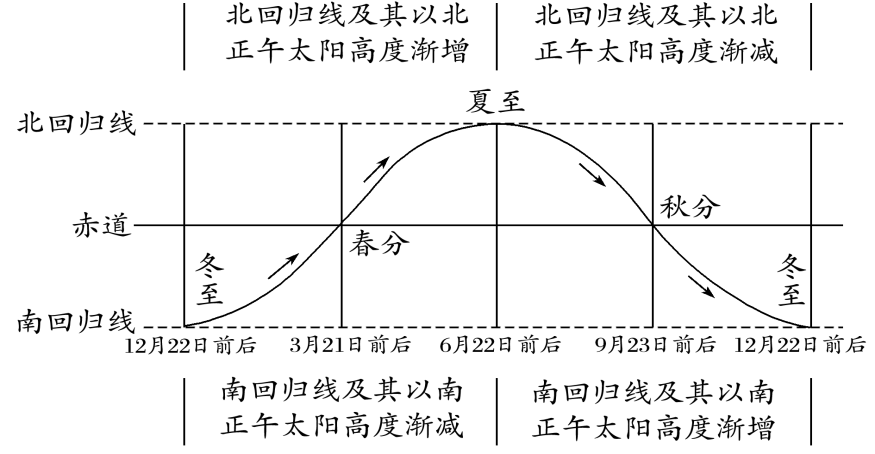 北回归线及其以北
正午太阳高度渐增
北回归线及其以北
正午太阳高度渐减
夏至
北回归线
赤道
秋分
春分
冬至
冬至
南回归线
12月22日前后
3月21日前后
6月22日前后
9月23日前后
12月22日前后
南回归线及其以南
正午太阳高度渐减
南回归线及其以南
正午太阳高度渐增